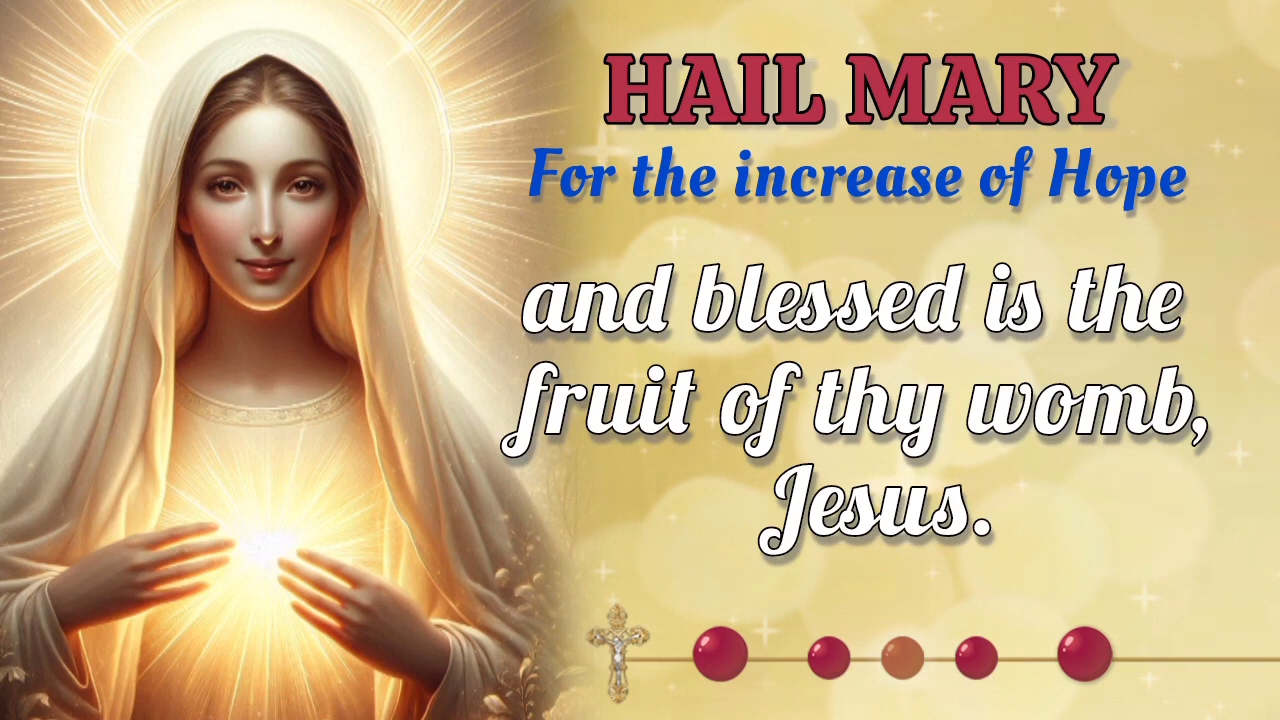 HAIL MARY
For the increase of Hope
and blessed is the
fruit of thy womb,
Jesus.